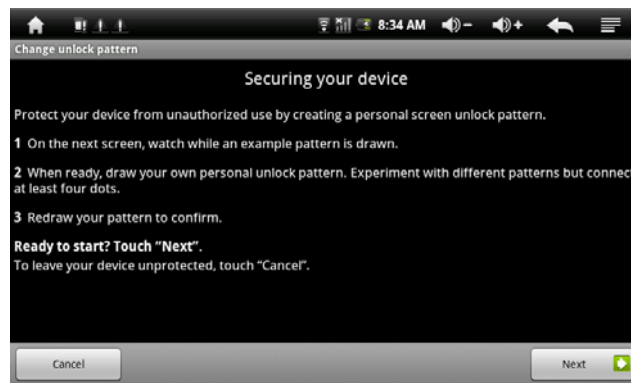 8:34 AM
Change unlock pattern
Securing your device
Protect your device from unauthorized use by creating a personal screen unlock pattern.
1 On the next screen, watch while an example pattern is drawn.
2 When ready, draw your own personal unlock pattern. Experiment with different patterns but connect
at least four dots.
3 Redraw your pattern to confirm.
Ready to start? Touch “Next”.
To leave your device unprotected, touch “Cancel”.
Cancel
Next